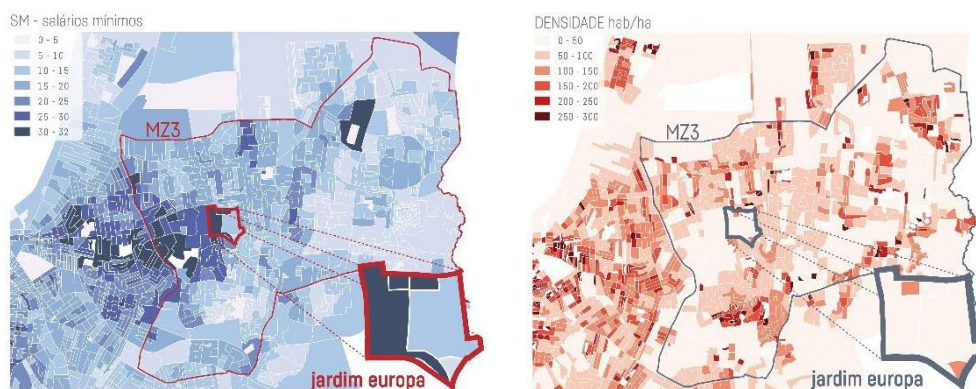 SM - salários mínimos
0 - 5
5 - 10
10 - 15
15 - 20
20 - 25
25 - 30
30 - 32
MZ3
jardim europa
DENSIDADE hab/ha
0 - 50
50 - 100
100 - 150
150 - 200
200 - 250
250 - 300
MZ3
jardim europa